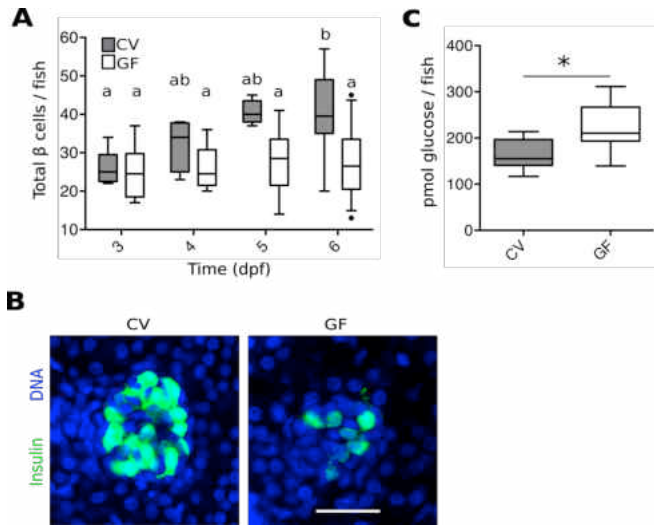 A
CV
GF
Total β cells / fish
60
50
40
30
20
10
a
a
ab
a
ab
a
b
a
3
4
5
6
Time (dpf)
C
pmol glucose / fish
400
300
200
100
0
*
CV
GF
B
CV
GF
DNA
Insulin